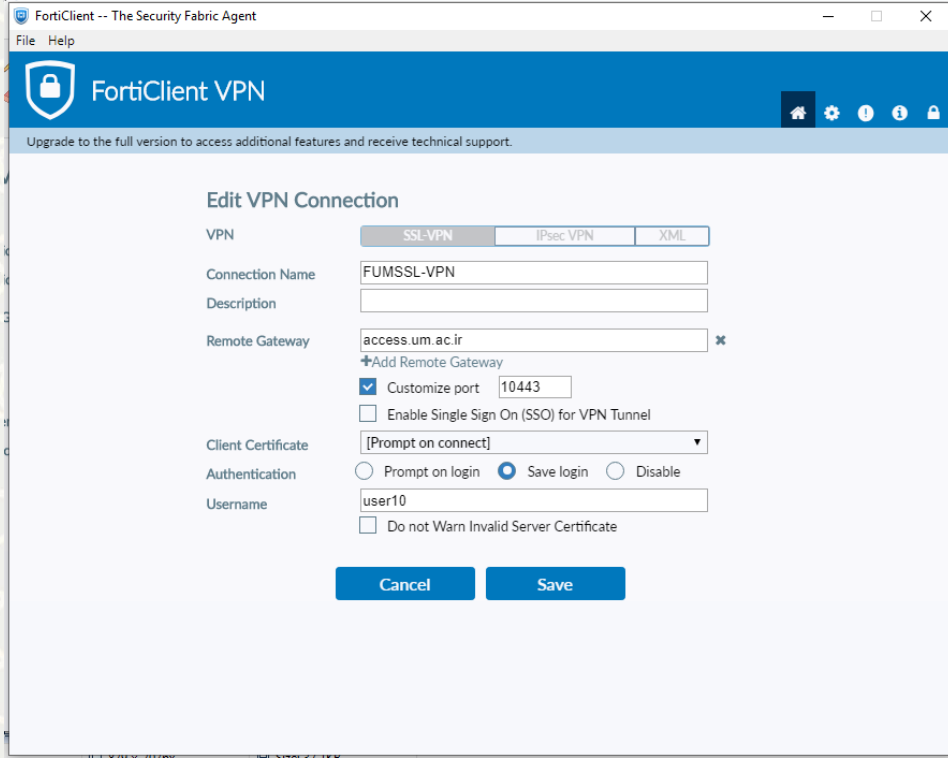 FortiClient -- The Security Fabric Agent
File Help
FortiClient VPN
Upgrade to the full version to access additional features and receive technical support.
Edit VPN Connection
VPN SSL-VPN IPsec VPN XML
Connection Name FUMSSL-VPN
Description
Remote Gateway access.um.ac.ir
+Add Remote Gateway
Customize port 10443
Enable Single Sign On (SSO) for VPN Tunnel
Client Certificate [Prompt on connect]
Authentication Prompt on login Save login Disable
Username user10
Do not Warn Invalid Server Certificate
Cancel Save